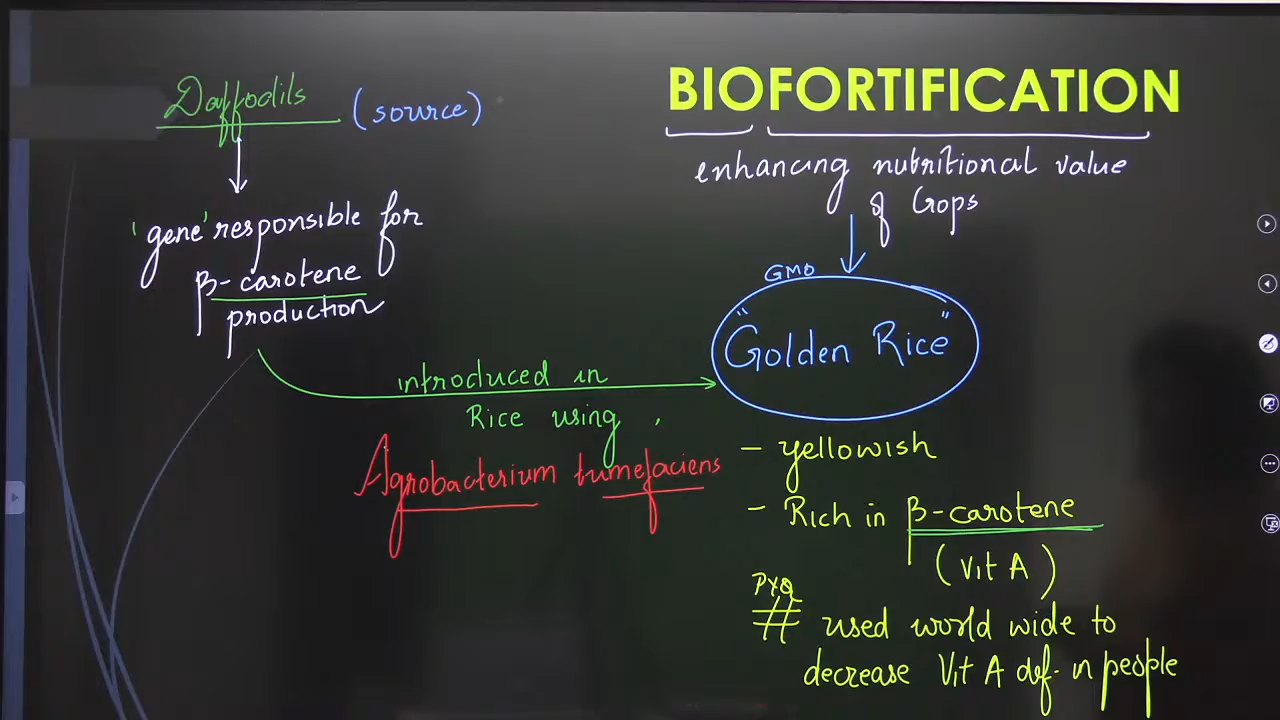 Daffodils (source)
'gene' responsible for
β-carotene
production
introduced in
Rice using
Agrobacterium tumefaciens
BIOFORTIFICATION
enhancing nutritional value
of Crops
GMO
"Golden Rice"
- yellowish
- Rich in β-carotene
(Vit A)
PYQ
# used world wide to
decrease Vit A def. in people